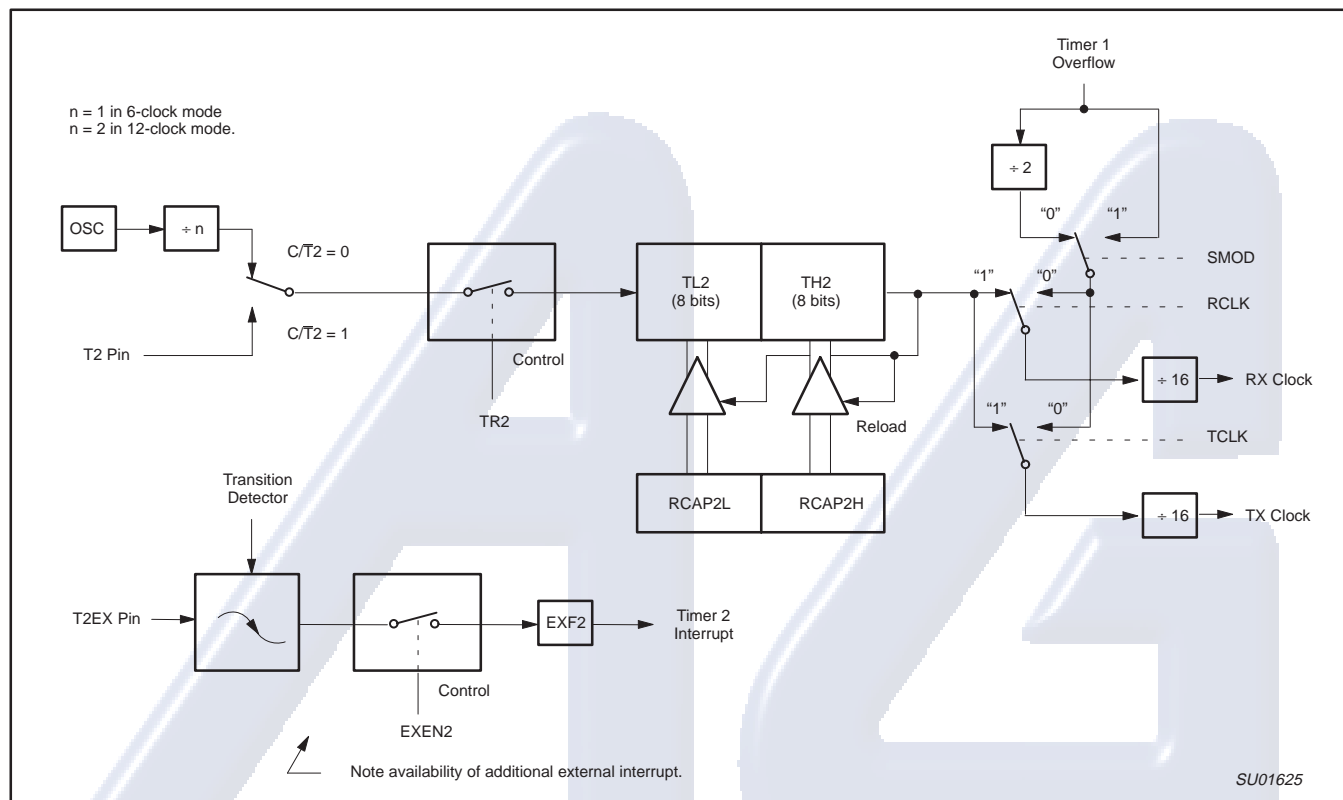 Timer 1
Overflow
n = 1 in 6-clock mode
n = 2 in 12-clock mode.
÷ 2
“0”
“1”
OSC
÷ n
C/T̅2 = 0
TL2
(8 bits)
TH2
(8 bits)
SMOD
“1”
“0”
RCLK
C/T̅2 = 1
T2 Pin
Control
÷ 16
RX Clock
TR2
Reload
“1”
“0”
TCLK
Transition
Detector
RCAP2L
RCAP2H
÷ 16
TX Clock
T2EX Pin
EXF2
Timer 2
Interrupt
Control
EXEN2
Note availability of additional external interrupt.
SU01625
AG